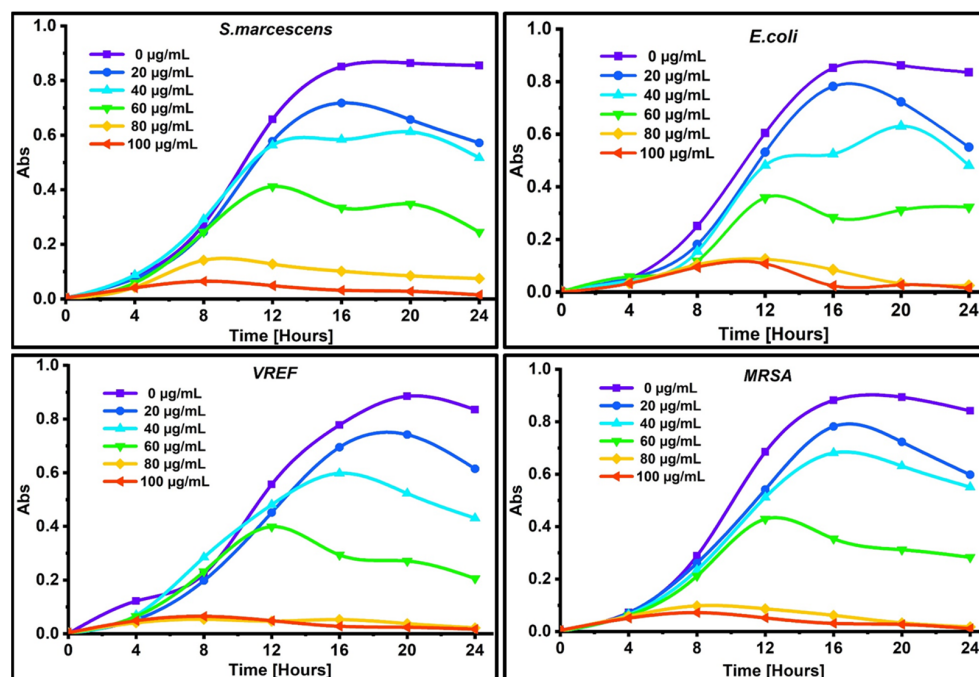 S.marcescens
0 μg/mL
20 μg/mL
40 μg/mL
60 μg/mL
80 μg/mL
100 μg/mL
Abs
1.0
0.8
0.6
0.4
0.2
0.0
0 4 8 12 16 20 24
Time [Hours]
E.coli
0 μg/mL
20 μg/mL
40 μg/mL
60 μg/mL
80 μg/mL
100 μg/mL
Abs
1.0
0.8
0.6
0.4
0.2
0.0
0 4 8 12 16 20 24
Time [Hours]
VREF
0 μg/mL
20 μg/mL
40 μg/mL
60 μg/mL
80 μg/mL
100 μg/mL
Abs
1.0
0.8
0.6
0.4
0.2
0.0
0 4 8 12 16 20 24
Time [Hours]
MRSA
0 μg/mL
20 μg/mL
40 μg/mL
60 μg/mL
80 μg/mL
100 μg/mL
Abs
1.0
0.8
0.6
0.4
0.2
0.0
0 4 8 12 16 20 24
Time [Hours]